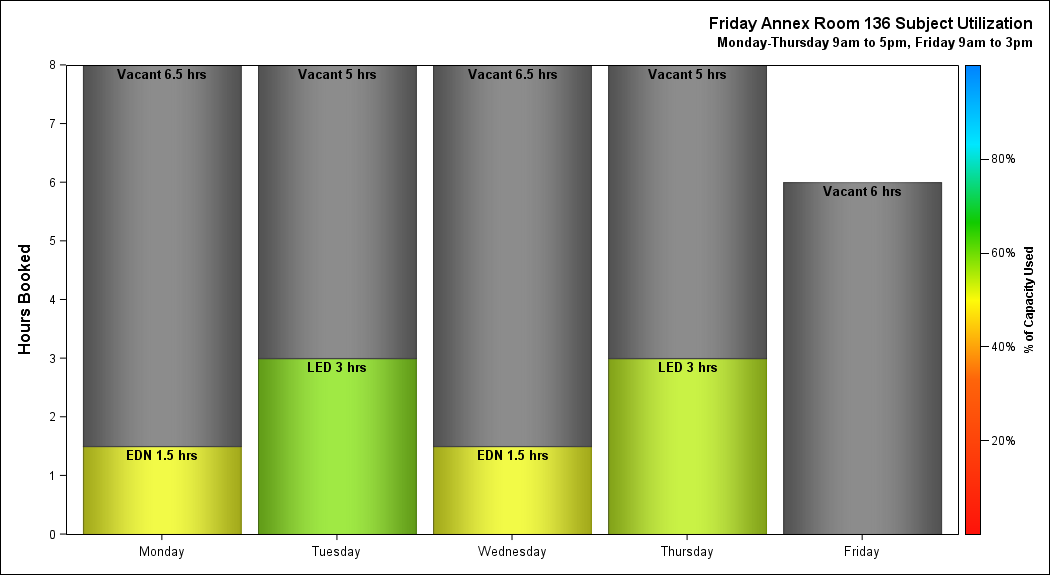 Friday Annex Room 136 Subject Utilization
Monday-Thursday 9am to 5pm, Friday 9am to 3pm
Hours Booked
8
7
6
5
4
3
2
1
0
Vacant 6.5 hrs
Vacant 5 hrs
Vacant 6.5 hrs
Vacant 5 hrs
Vacant 6 hrs
LED 3 hrs
LED 3 hrs
EDN 1.5 hrs
EDN 1.5 hrs
Monday
Tuesday
Wednesday
Thursday
Friday
80%
60%
40%
20%
% of Capacity Used